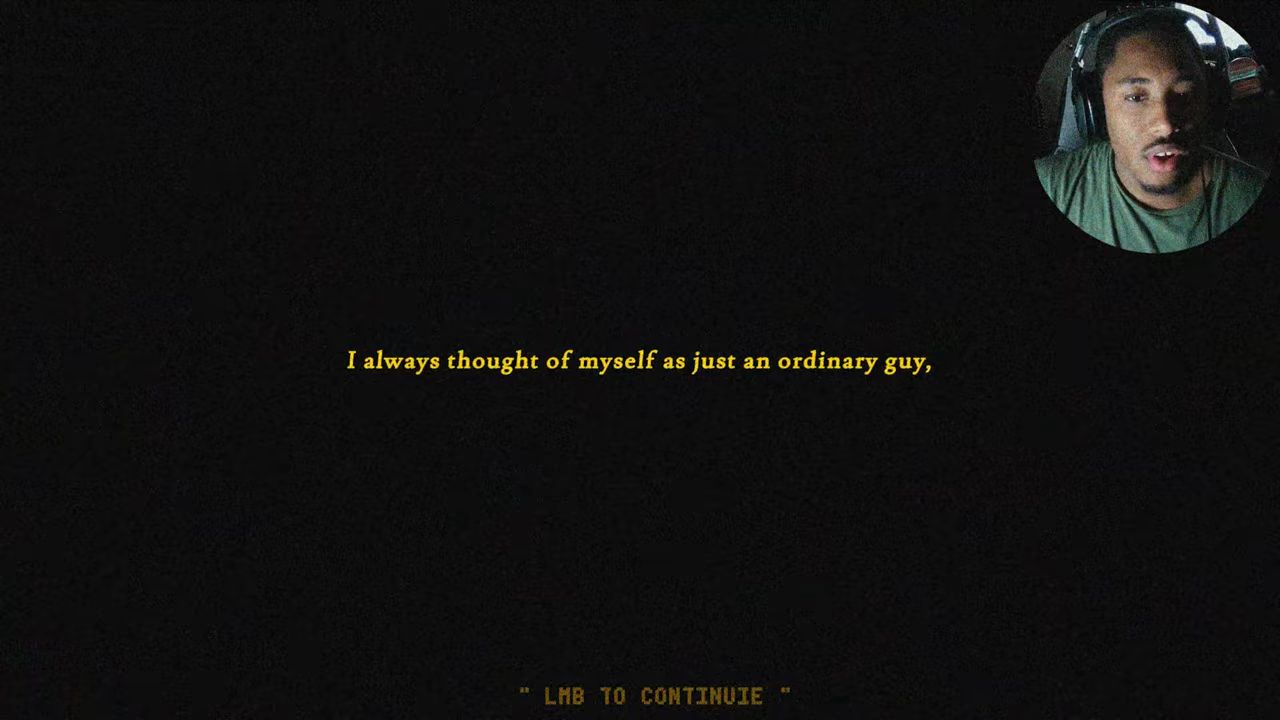 I always thought of myself as just an ordinary guy,
" LMB TO CONTINUIE "